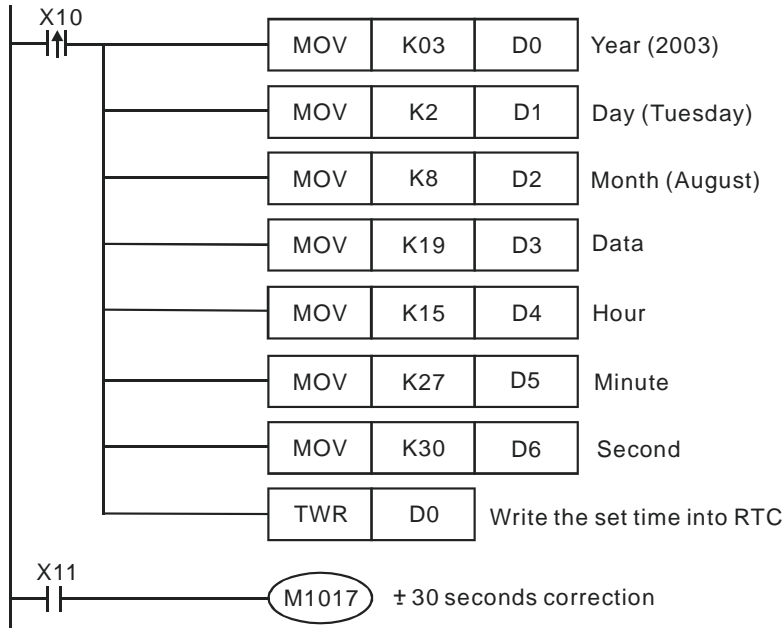 X10
MOV K03 D0 Year (2003)
MOV K2 D1 Day (Tuesday)
MOV K8 D2 Month (August)
MOV K19 D3 Data
MOV K15 D4 Hour
MOV K27 D5 Minute
MOV K30 D6 Second
TWR D0 Write the set time into RTC
X11
M1017 ± 30 seconds correction